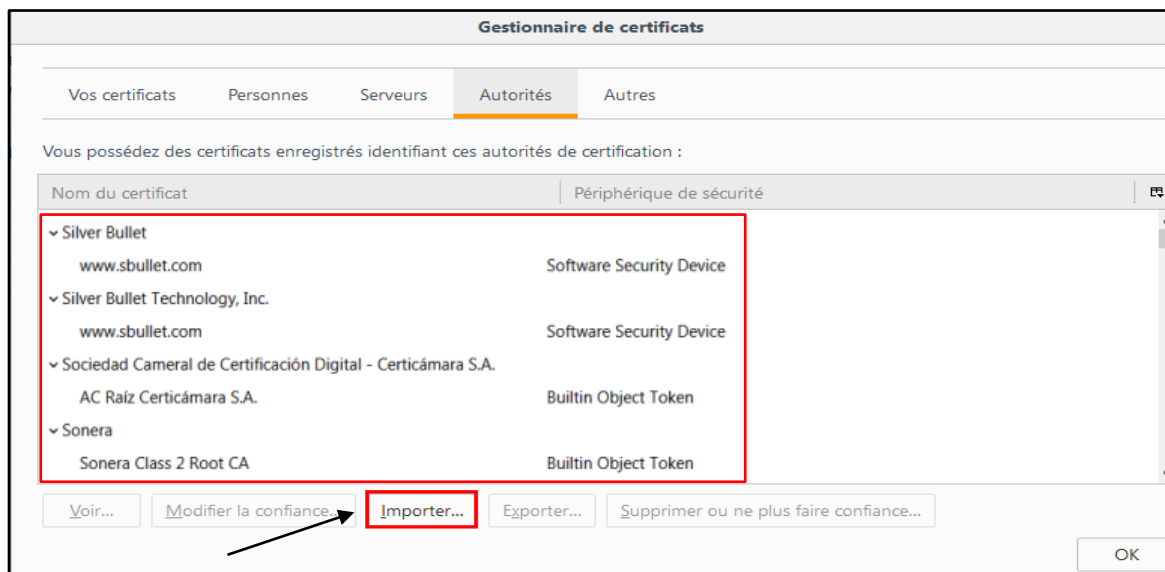 Gestionnaire de certificats
Vos certificats Personnes Serveurs Autorités Autres
Vous possédez des certificats enregistrés identifiant ces autorités de certification :
Nom du certificat Périphérique de sécurité
Silver Bullet
www.sbullet.com Software Security Device
Silver Bullet Technology, Inc.
www.sbullet.com Software Security Device
Sociedad Cameral de Certificación Digital - Certicámara S.A.
AC Raíz Certicámara S.A. Builtin Object Token
Sonera
Sonera Class 2 Root CA Builtin Object Token
Voir... Modifier la confiance... Importer... Exporter... Supprimer ou ne plus faire confiance...
OK